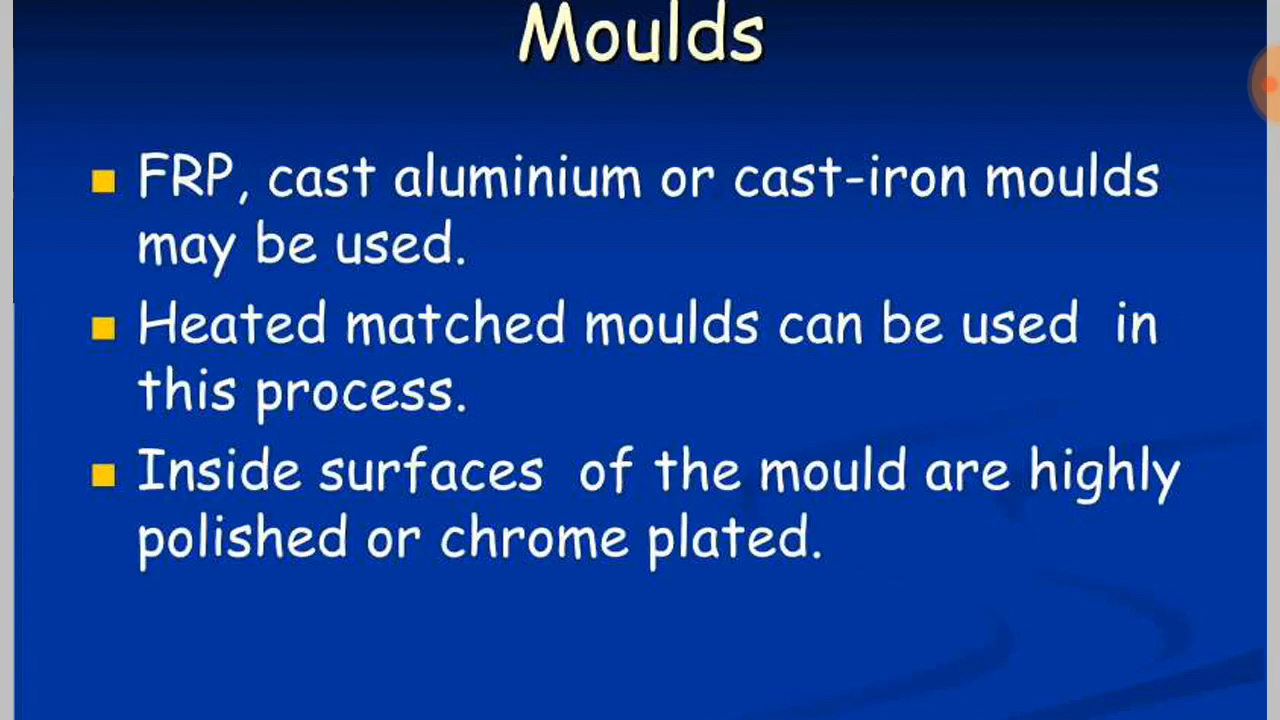 Moulds
FRP, cast aluminium or cast-iron moulds
may be used.
Heated matched moulds can be used in
this process.
Inside surfaces of the mould are highly
polished or chrome plated.